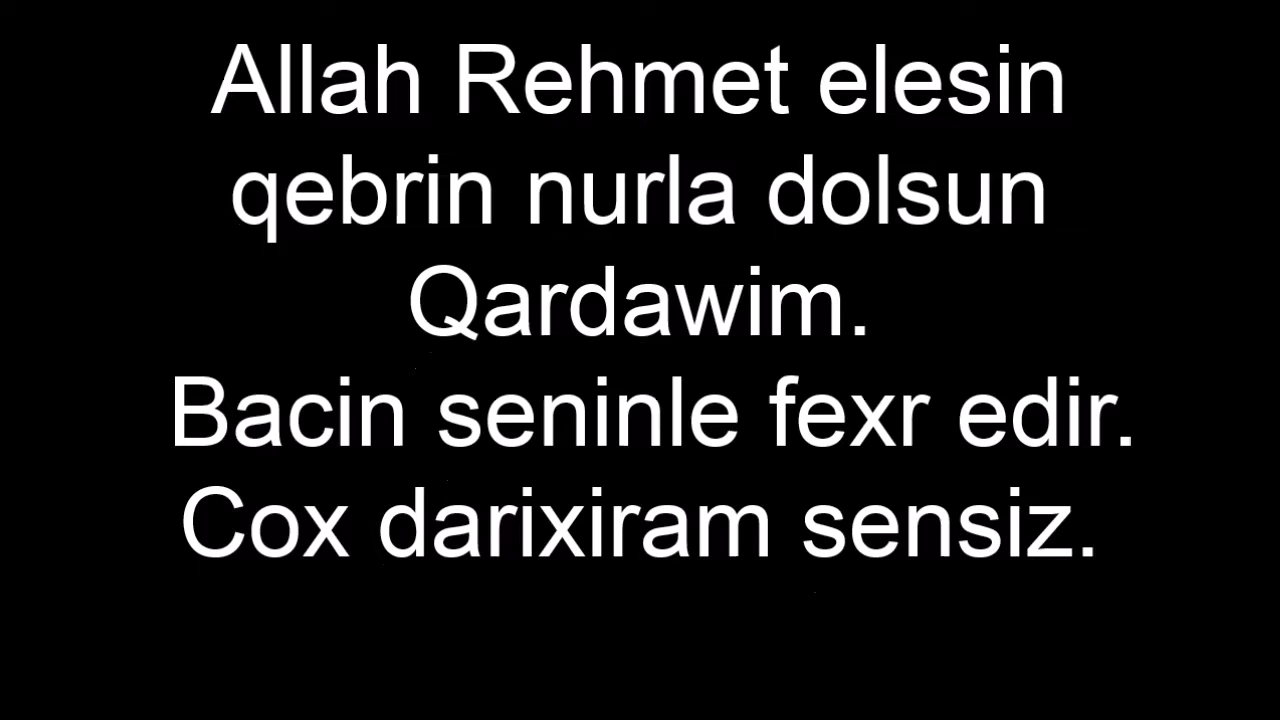 Allah Rehmet elesin
qebrin nurla dolsun
Qardawim.
Bacin seninle fexr edir.
Cox darixiram sensiz.